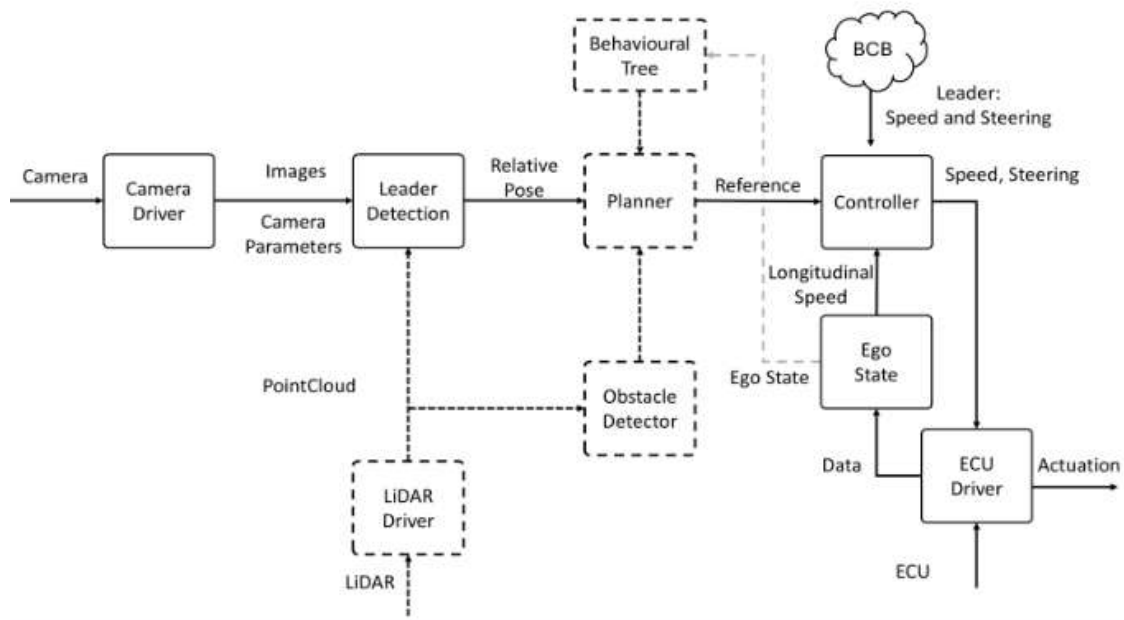 Behavioural
Tree
BCB
Leader:
Speed and Steering
Camera
Camera
Driver
Images
Camera
Parameters
Leader
Detection
Relative
Pose
Planner
Reference
Controller
Speed, Steering
Longitudinal
Speed
Ego
State
Ego State
PointCloud
Obstacle
Detector
LiDAR
Driver
LiDAR
Data
ECU
Driver
Actuation
ECU